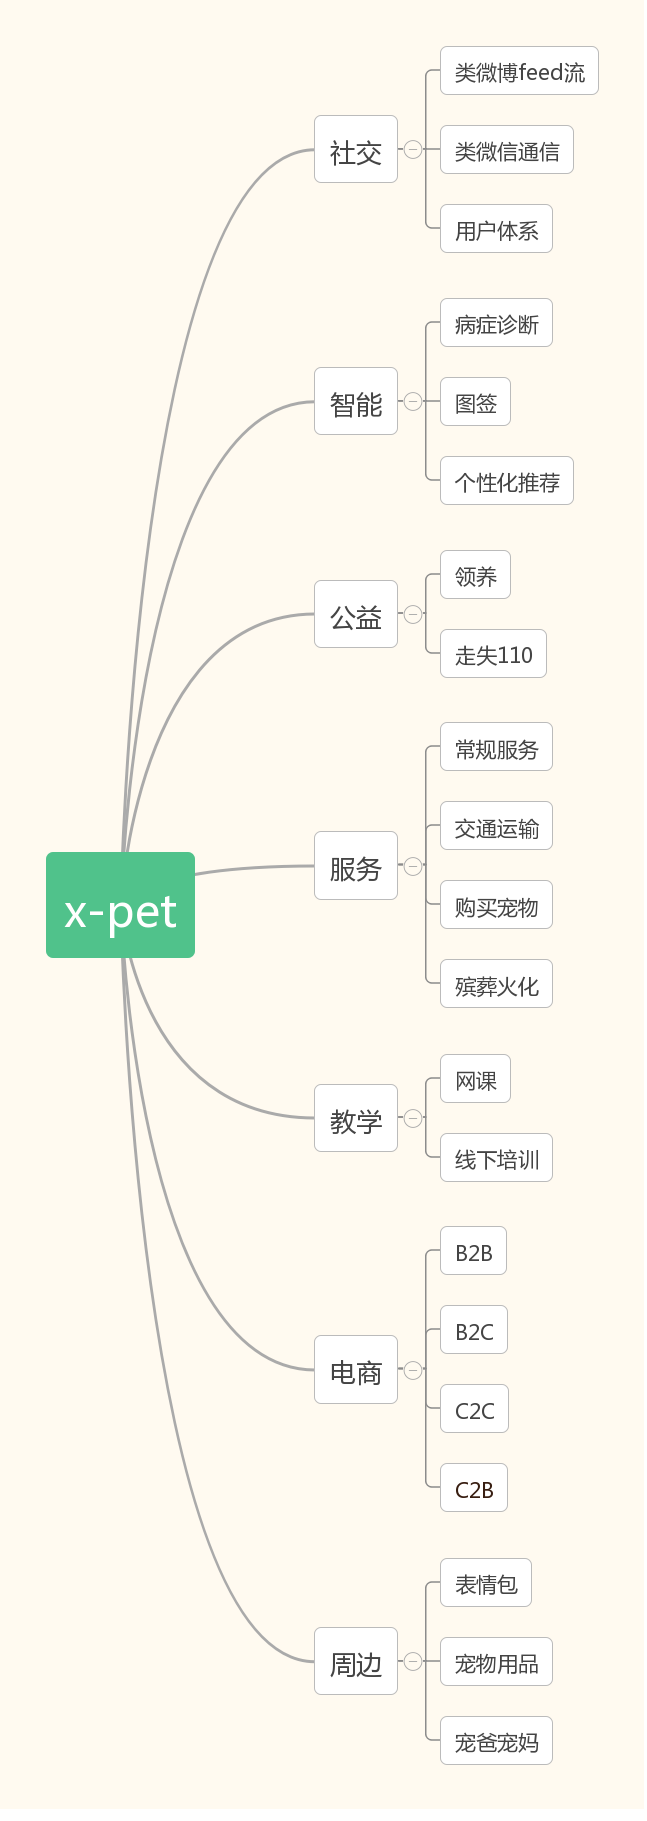 x-pet
社交
类微博feed流
类微信通信
用户体系
智能
病症诊断
图签
个性化推荐
公益
领养
走失110
服务
常规服务
交通运输
购买宠物
殡葬火化
教学
网课
线下培训
电商
B2B
B2C
C2C
C2B
周边
表情包
宠物用品
宠爸宠妈